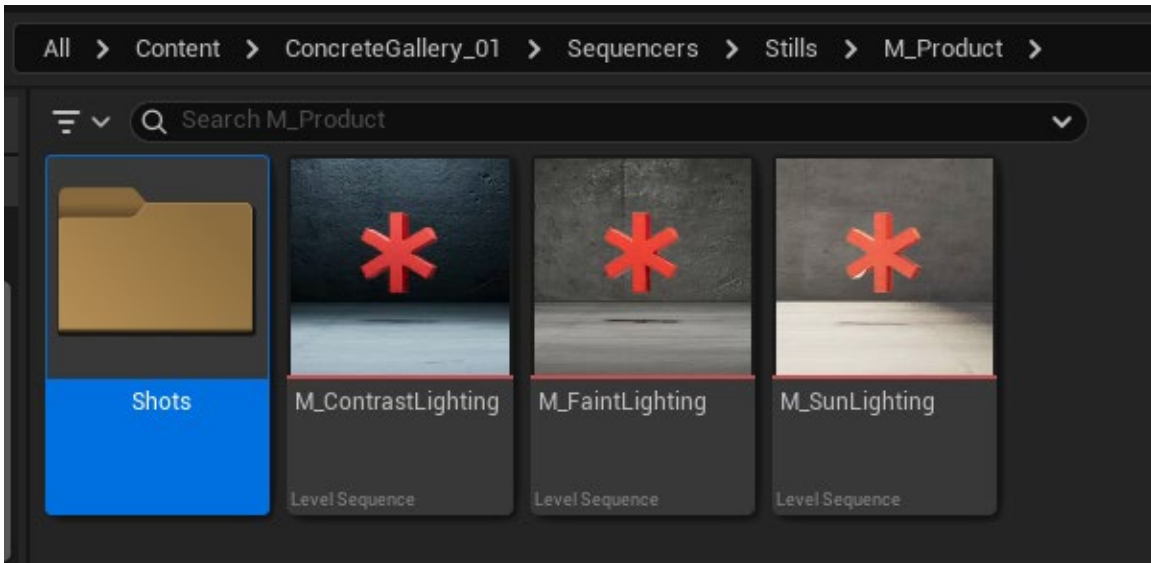 All > Content > ConcreteGallery_01 > Sequencers > Stills > M_Product >
Search M_Product
Shots M_ContrastLighting M_FaintLighting M_SunLighting
Level Sequence Level Sequence Level Sequence